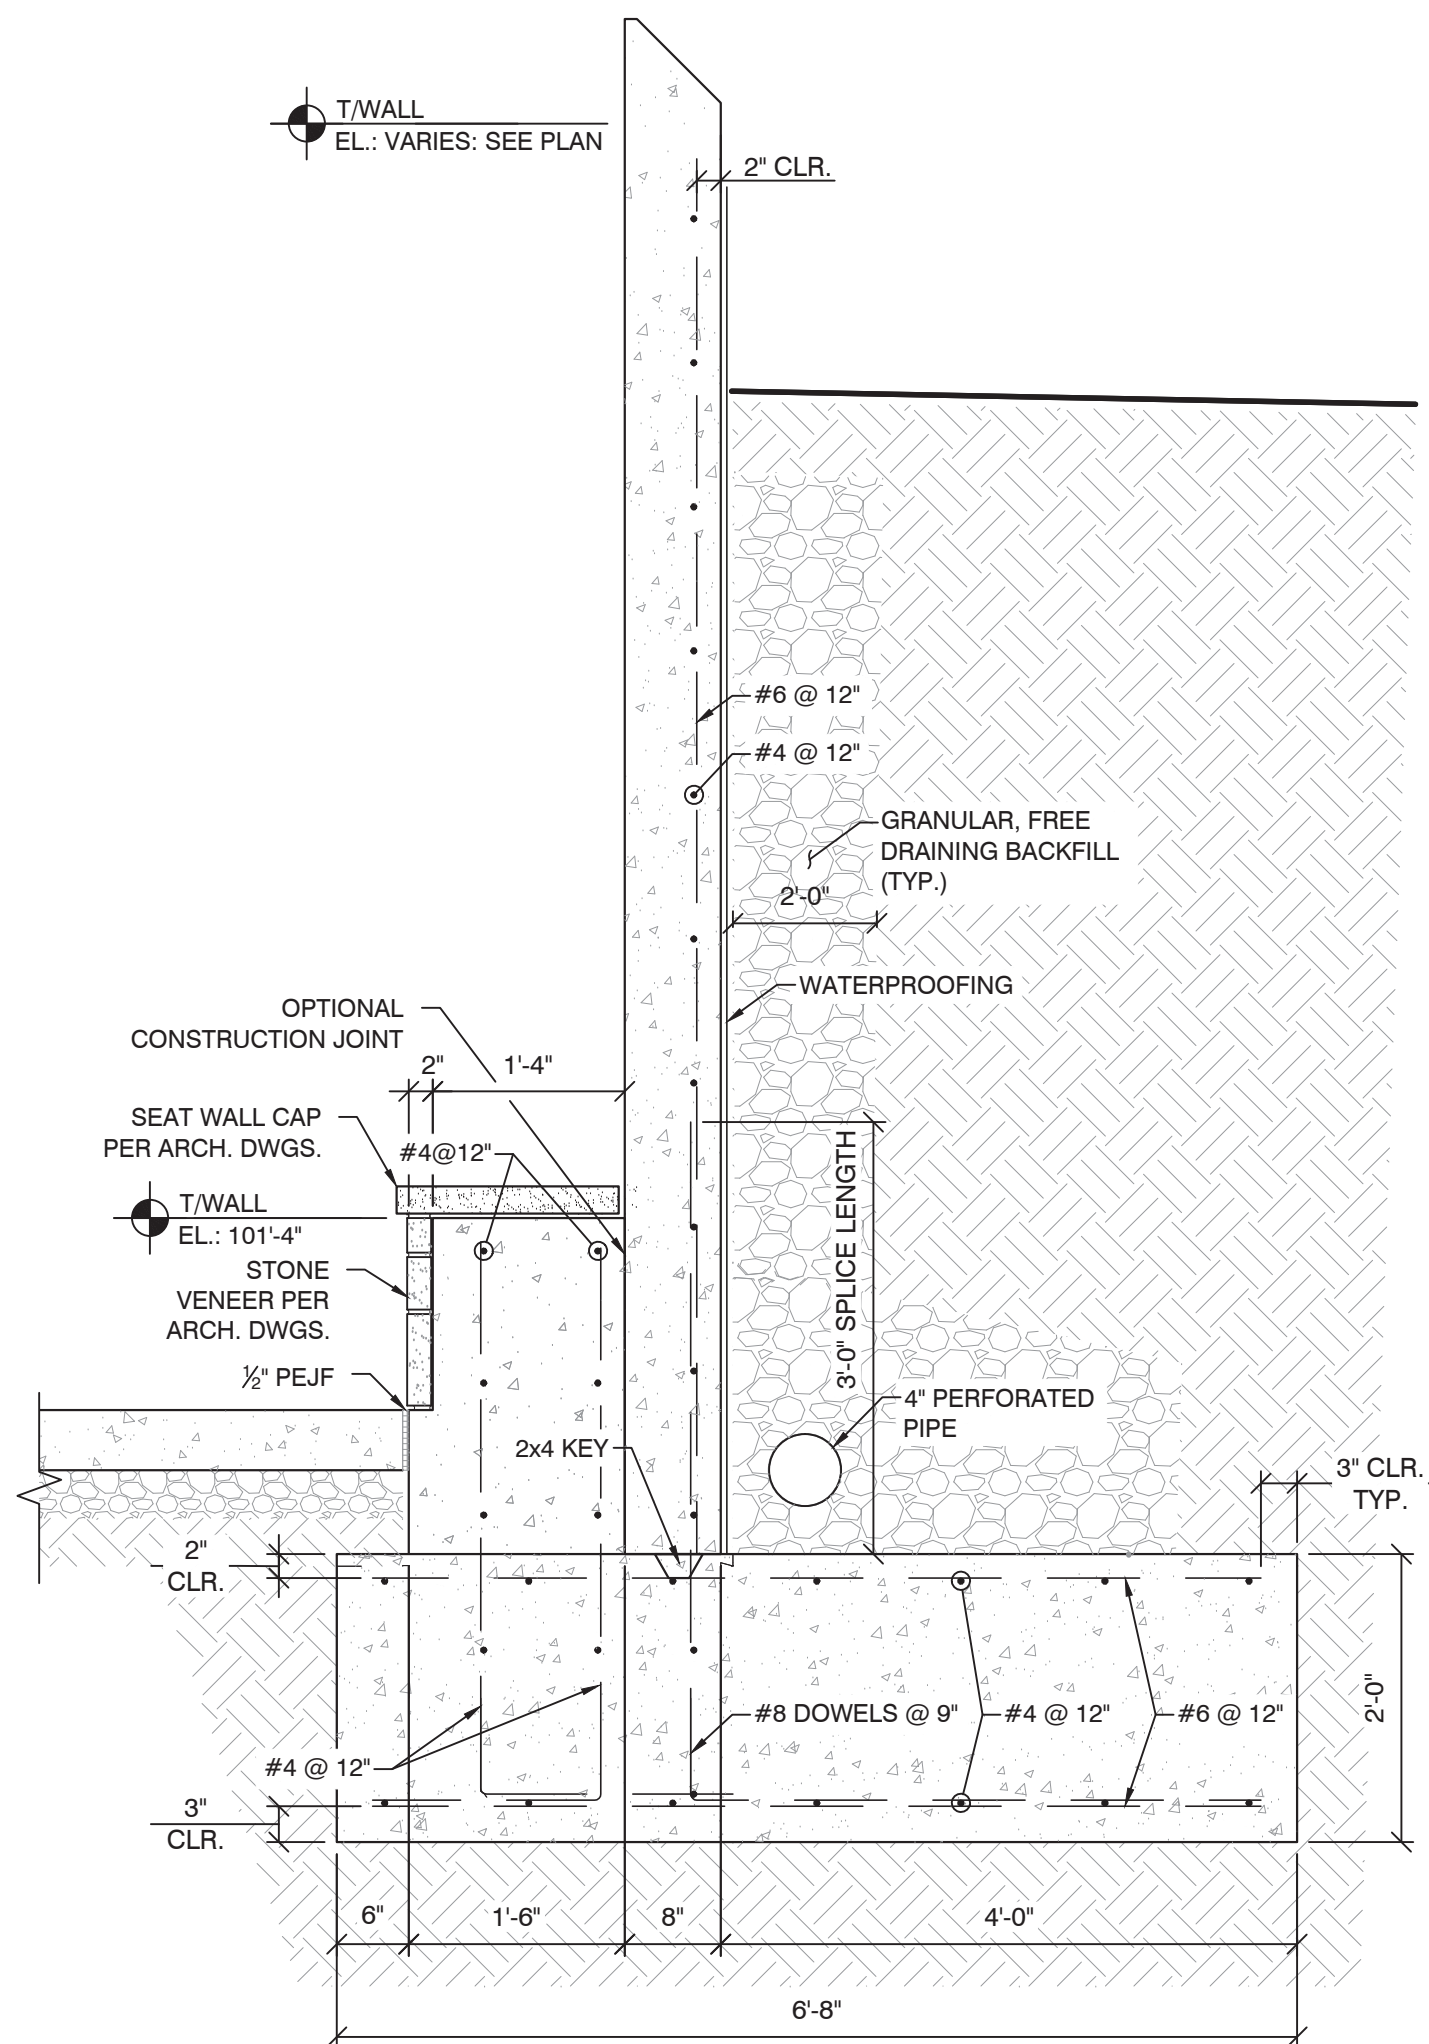 T/WALL
EL.: VARIES: SEE PLAN
2" CLR.
#6 @ 12"
#4 @ 12"
GRANULAR, FREE
DRAINING BACKFILL
(TYP.)
2'-0"
WATERPROOFING
OPTIONAL
CONSTRUCTION JOINT
2"
1'-4"
SEAT WALL CAP
PER ARCH. DWGS.
#4@12"
T/WALL
EL.: 101'-4"
STONE
VENEER PER
ARCH. DWGS.
½" PEJF
3'-0" SPLICE LENGTH
4" PERFORATED
PIPE
2x4 KEY
3" CLR.
TYP.
2"
CLR.
#8 DOWELS @ 9"
#4 @ 12"
#6 @ 12"
2'-0"
#4 @ 12"
3"
CLR.
6"
1'-6"
8"
4'-0"
6'-8"